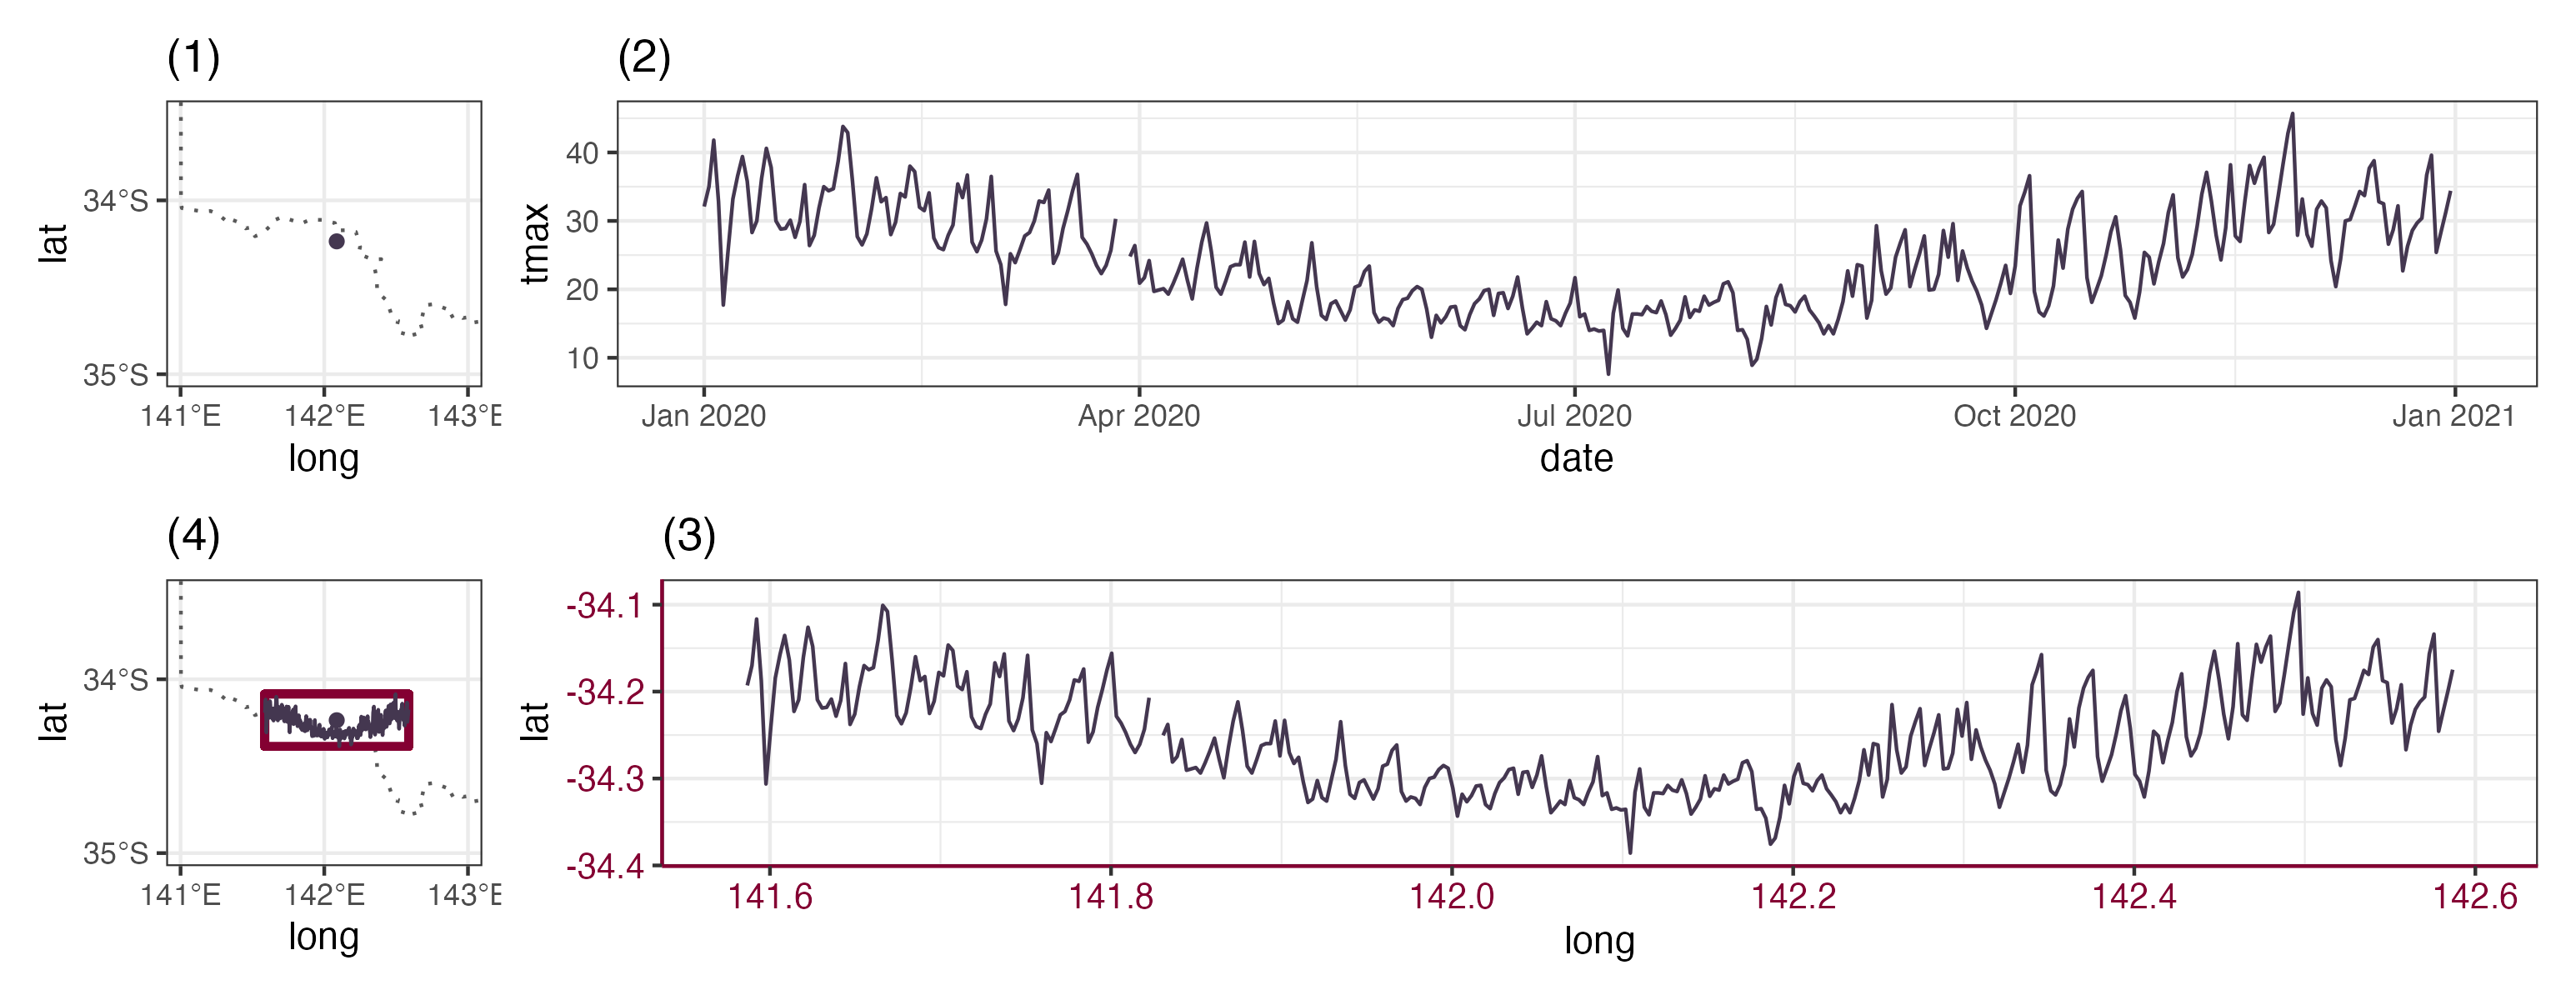 (1)
lat
34°S
35°S
141°E 142°E 143°E
long
(2)
tmax
40
30
20
10
Jan 2020 Apr 2020 Jul 2020 Oct 2020 Jan 2021
date
(4)
lat
34°S
35°S
141°E 142°E 143°E
long
(3)
lat
-34.1
-34.2
-34.3
-34.4
141.6 141.8 142.0 142.2 142.4 142.6
long